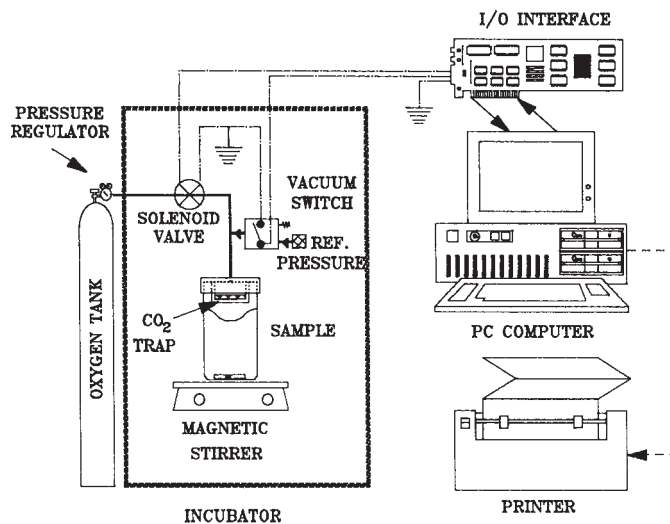 I/O INTERFACE
PRESSURE
REGULATOR
VACUUM
SWITCH
SOLENOID
VALVE
REF.
PRESSURE
OXYGEN TANK
CO₂
TRAP
SAMPLE
PC COMPUTER
MAGNETIC
STIRRER
PRINTER
INCUBATOR